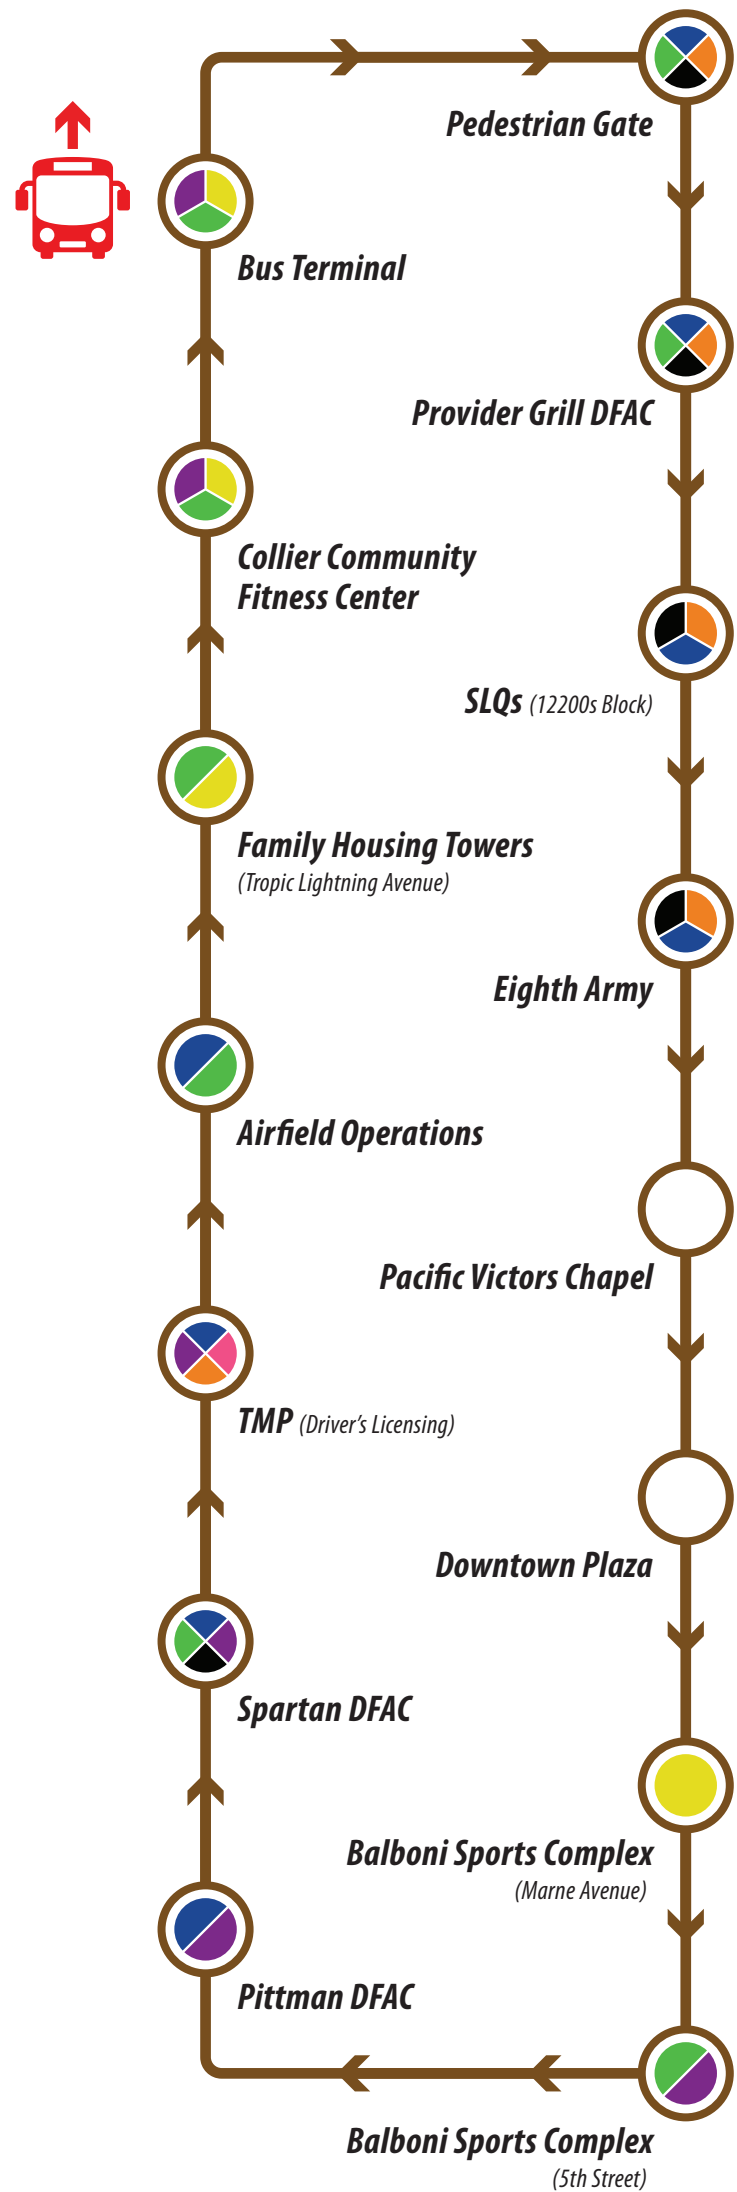 Pedestrian Gate
Bus Terminal
Provider Grill DFAC
Collier Community
Fitness Center
SLQs (12200s Block)
Family Housing Towers
(Tropic Lightning Avenue)
Eighth Army
Airfield Operations
Pacific Victors Chapel
TMP (Driver's Licensing)
Downtown Plaza
Spartan DFAC
Balboni Sports Complex
(Marne Avenue)
Pittman DFAC
Balboni Sports Complex
(5th Street)